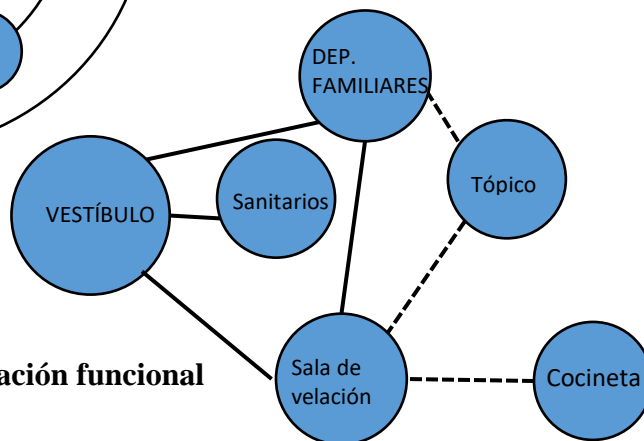 DEP.
FAMILIARES
Tópico
Sanitarios
VESTÍBULO
Sala de
velación
ación funcional
Cocineta